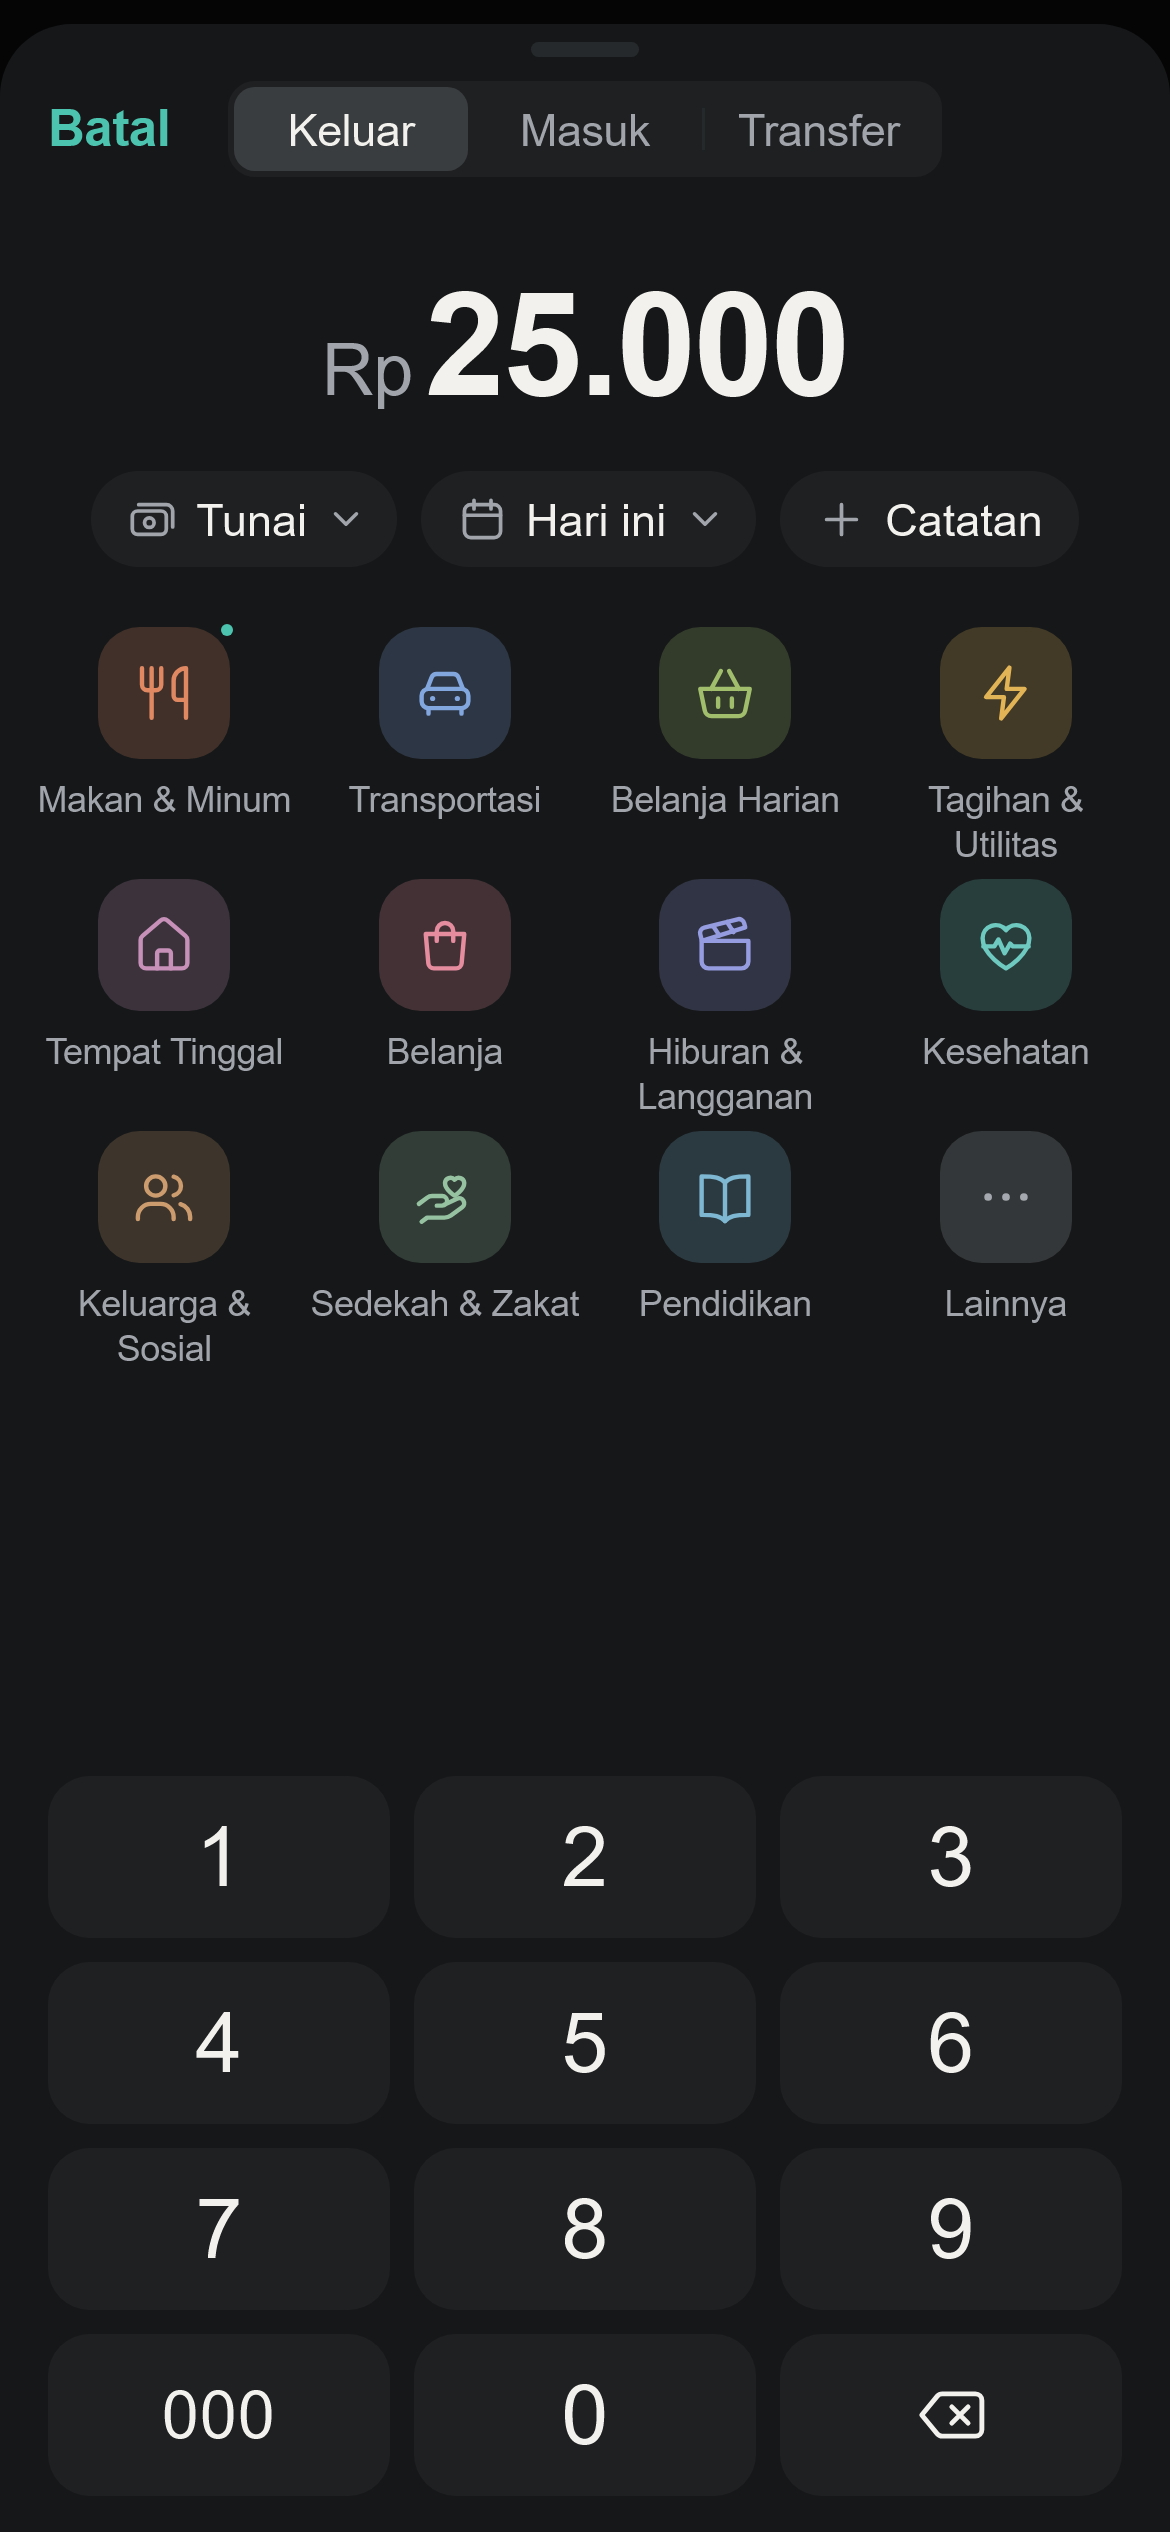 Batal
Keluar
Masuk
Transfer
Rp 25.000
Tunai
Hari ini
Catatan
Makan & Minum
Transportasi
Belanja Harian
Tagihan &
Utilitas
Tempat Tinggal
Belanja
Hiburan &
Langganan
Kesehatan
Keluarga &
Sosial
Sedekah & Zakat
Pendidikan
Lainnya
1
2
3
4
5
6
7
8
9
000
0